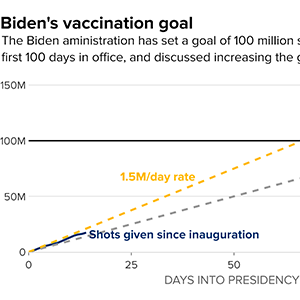 Biden's vaccination goal
The Biden aministration has set a goal of 100 million s
first 100 days in office, and discussed increasing the g
150M
100M
1.5M/day rate
50M
Shots given since inauguration
0
0 25 50
DAYS INTO PRESIDENCY